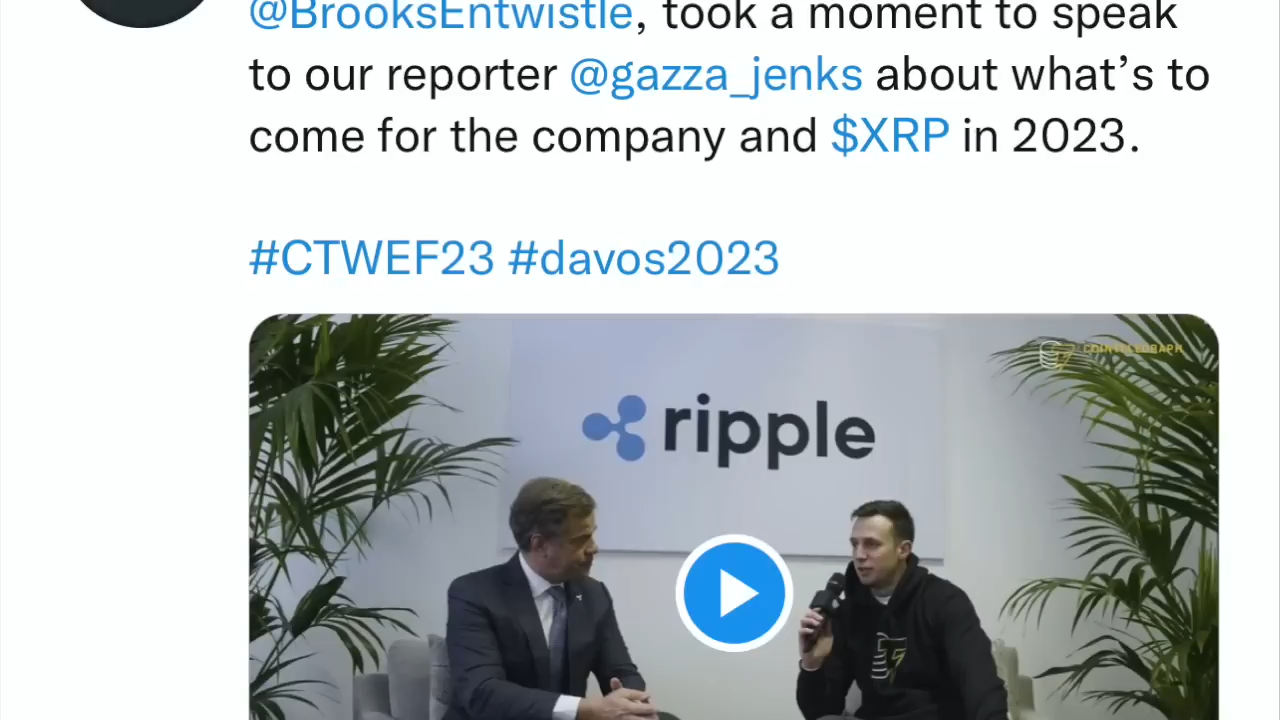 @BrooksEntwistle, took a moment to speak
to our reporter @gazza_jenks about what’s to
come for the company and $XRP in 2023.
#CTWEF23 #davos2023
COINTELEGRAPH
ripple